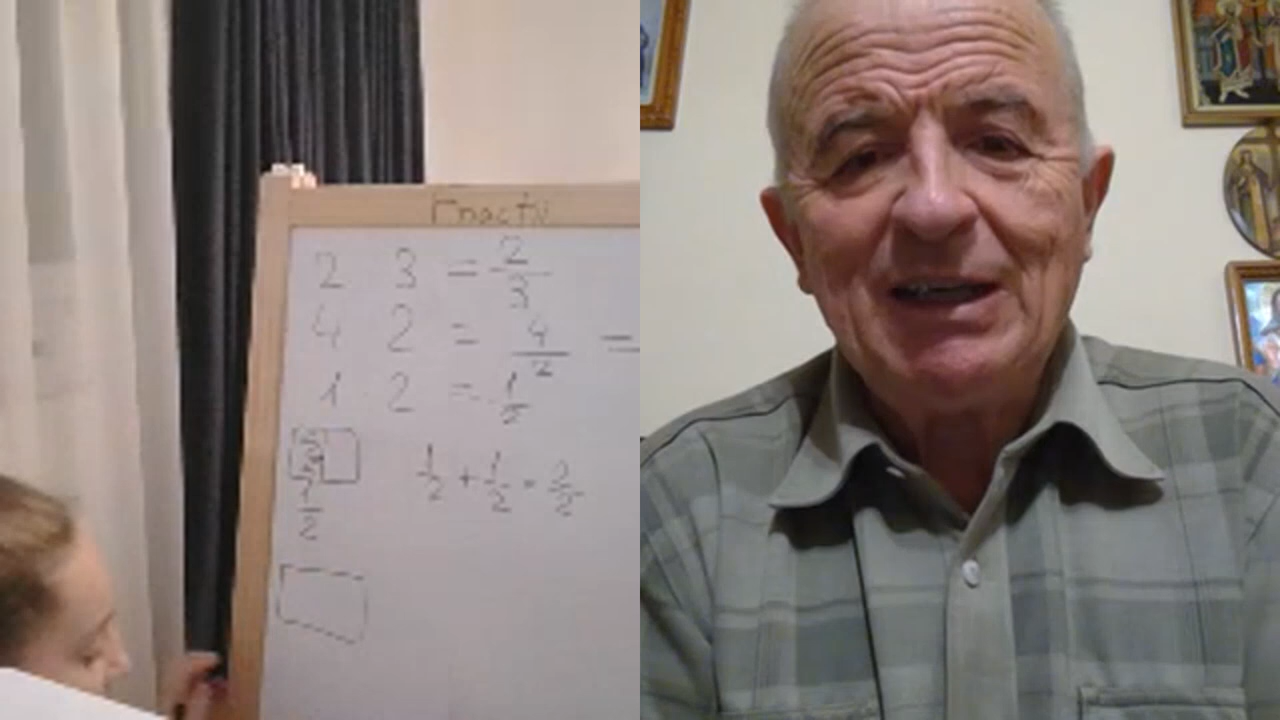 2 3 = 2/3
4 2 = 4/2 =
1 2 = 1/2
1/2 + 1/2 = 2/2
1/2